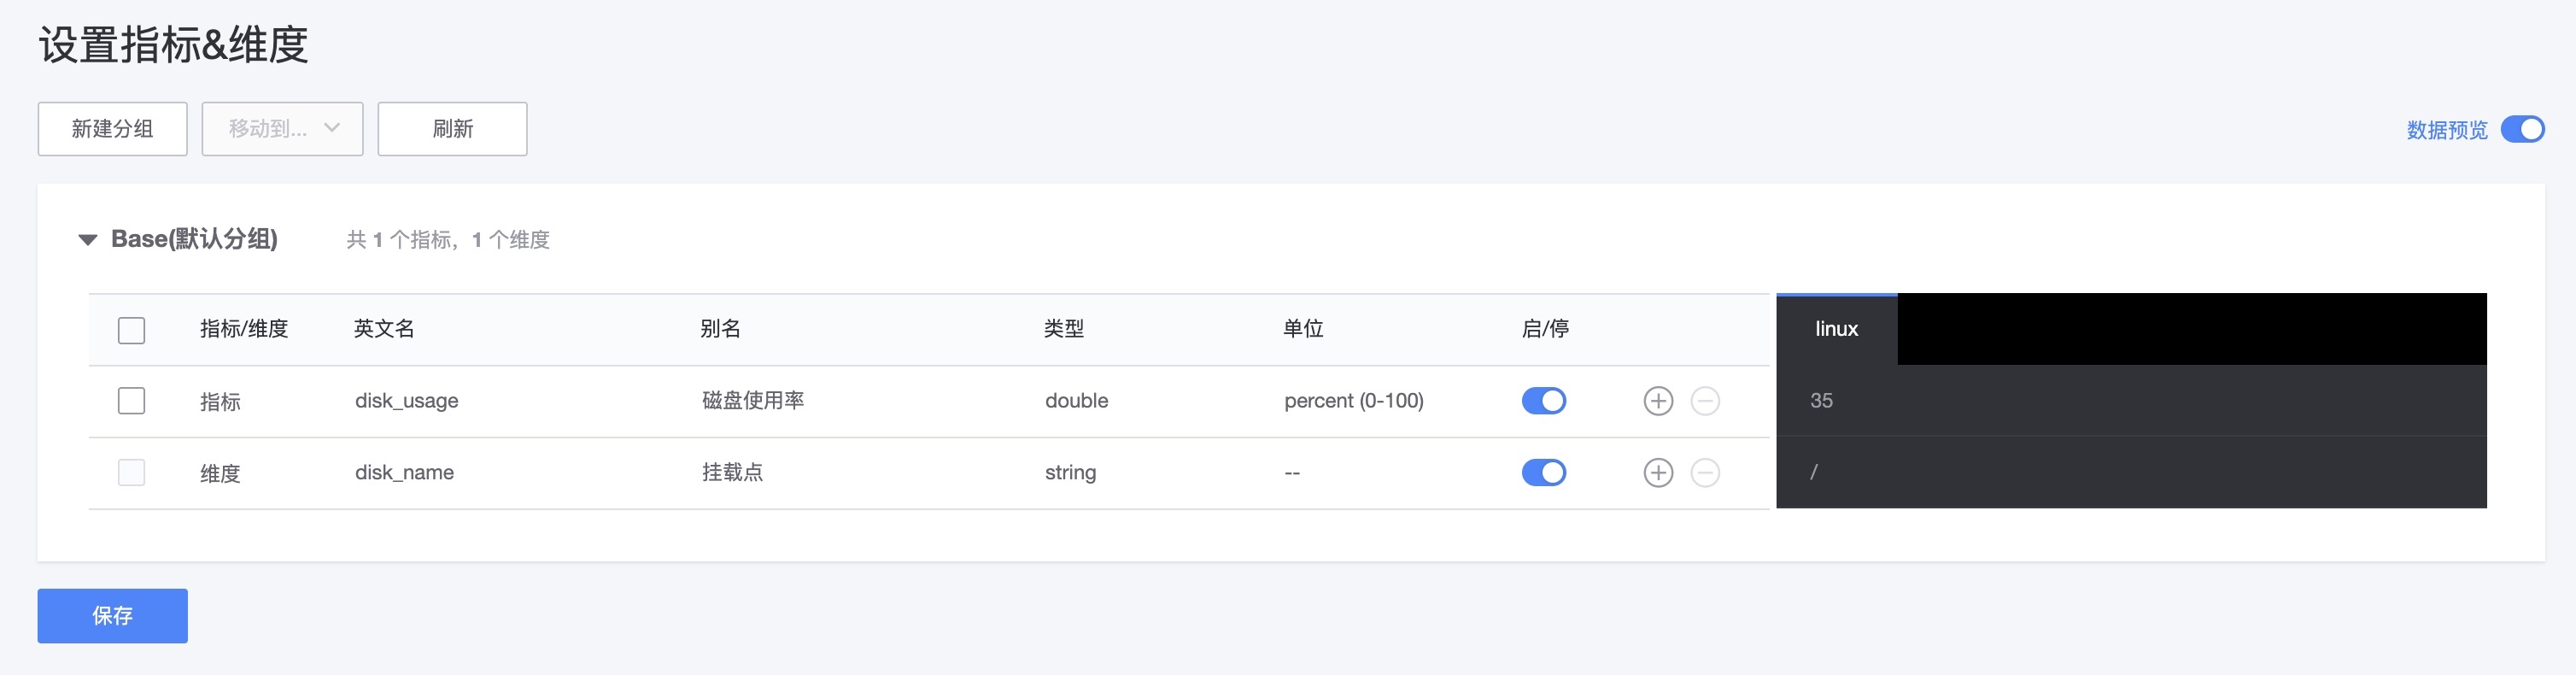 设置指标&维度
新建分组 移动到... 刷新 数据预览
Base(默认分组) 共 1 个指标，1 个维度
指标/维度 英文名 别名 类型 单位 启/停 linux
指标 disk_usage 磁盘使用率 double percent (0-100) 35
维度 disk_name 挂载点 string -- /
保存